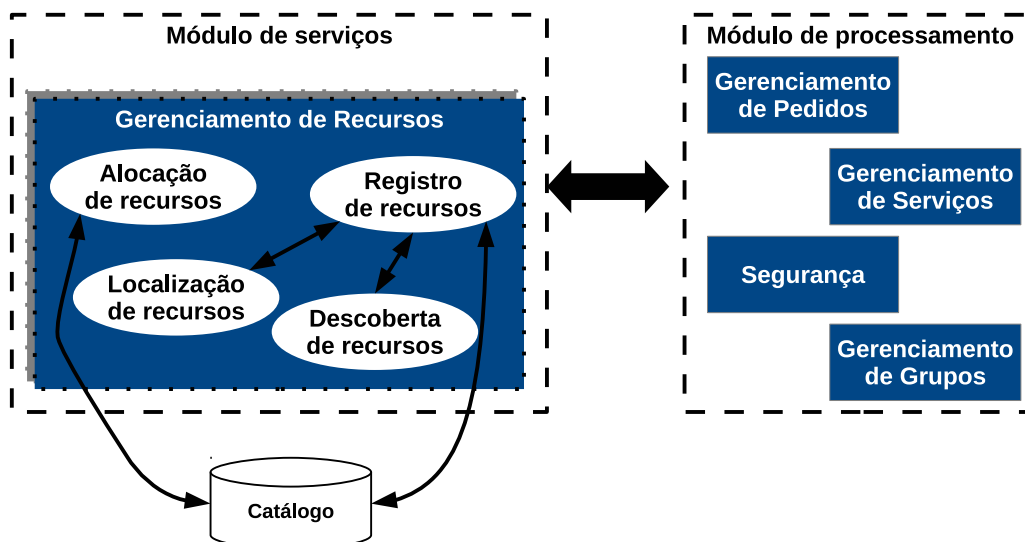 Módulo de serviços
Gerenciamento de Recursos
Alocação
de recursos
Registro
de recursos
Localização
de recursos
Descoberta
de recursos
Catálogo
Módulo de processamento
Gerenciamento
de Pedidos
Gerenciamento
de Serviços
Segurança
Gerenciamento
de Grupos